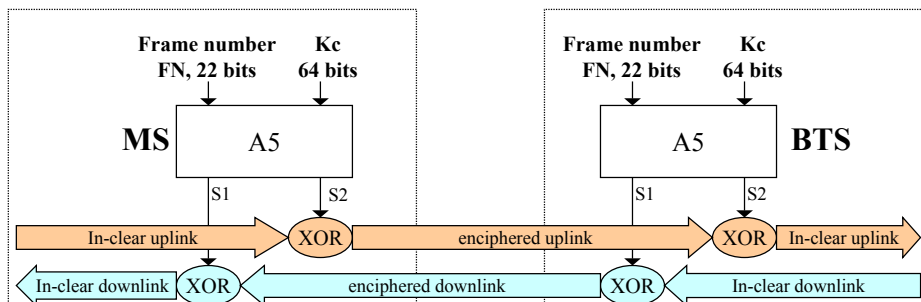 Frame number
FN, 22 bits
Kc
64 bits
Frame number
FN, 22 bits
Kc
64 bits
MS
A5
A5
BTS
S1
S2
S1
S2
In-clear uplink
XOR
enciphered uplink
XOR
In-clear uplink
In-clear downlink
XOR
enciphered downlink
XOR
In-clear downlink